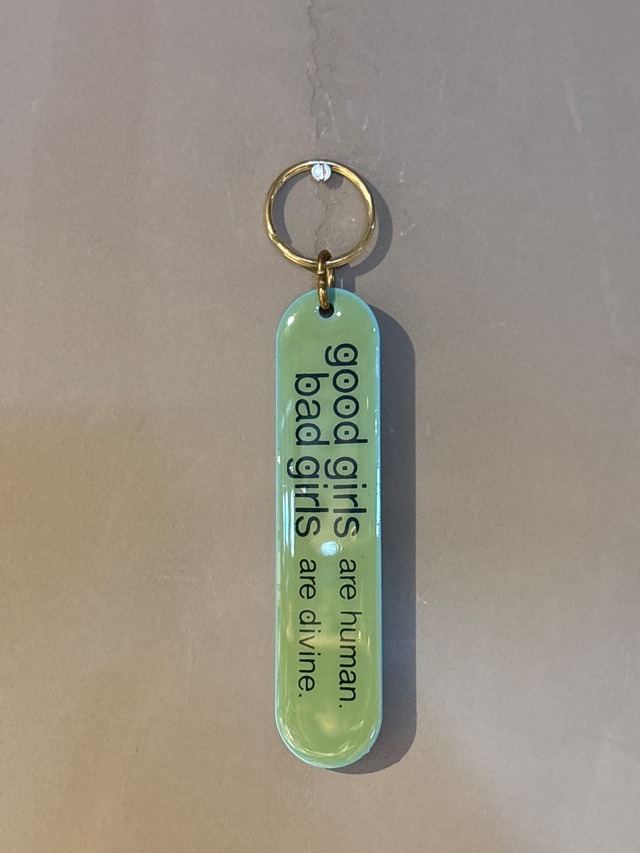 good girls are human.
bad girls are divine.